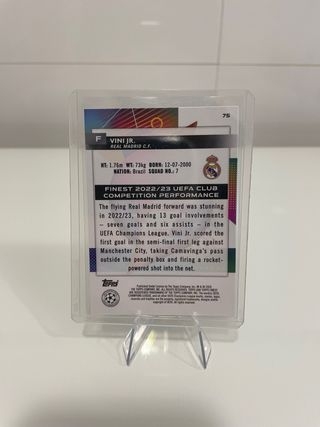 75
F VINI JR.
REAL MADRID C.F.
HT: 1.76m WT: 73kg BORN: 12-07-2000
NATION: Brazil SQUAD NO.: 7
FINEST 2022/23 UEFA CLUB
COMPETITION PERFORMANCE
The flying Real Madrid forward was stunning
in 2022/23, having 13 goal involvements
– seven goals and six assists – in the
UEFA Champions League. Vini Jr. scored the
first goal in the semi-final first leg against
Manchester City, taking Camavinga's pass
outside the penalty box and firing a rocket-
powered shot into the net.
Topps